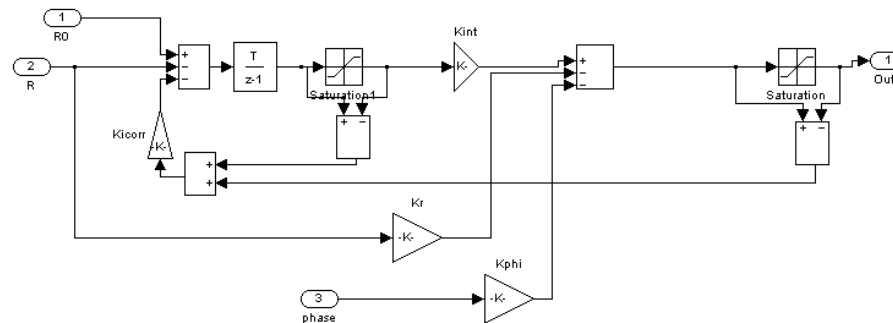 1
R0
2
R
+
−
−
T
z-1
Saturation1
Kint
K-
+
−
−
Saturation
1
Out
+
−
+
−
Kicorr
-K-
+
+
Kr
-K-
Kphi
-K-
3
phase